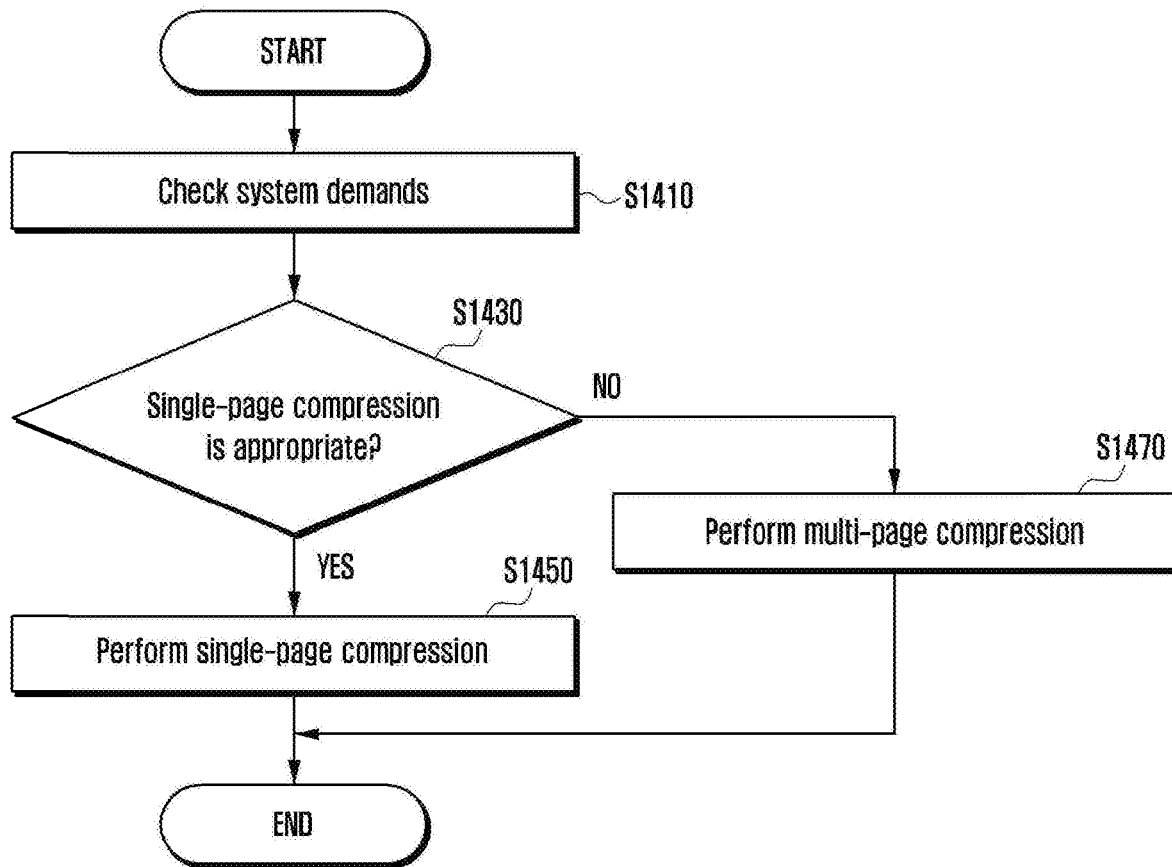 START
Check system demands
S1410
S1430
Single-page compression
is appropriate?
NO
S1470
Perform multi-page compression
YES
S1450
Perform single-page compression
END